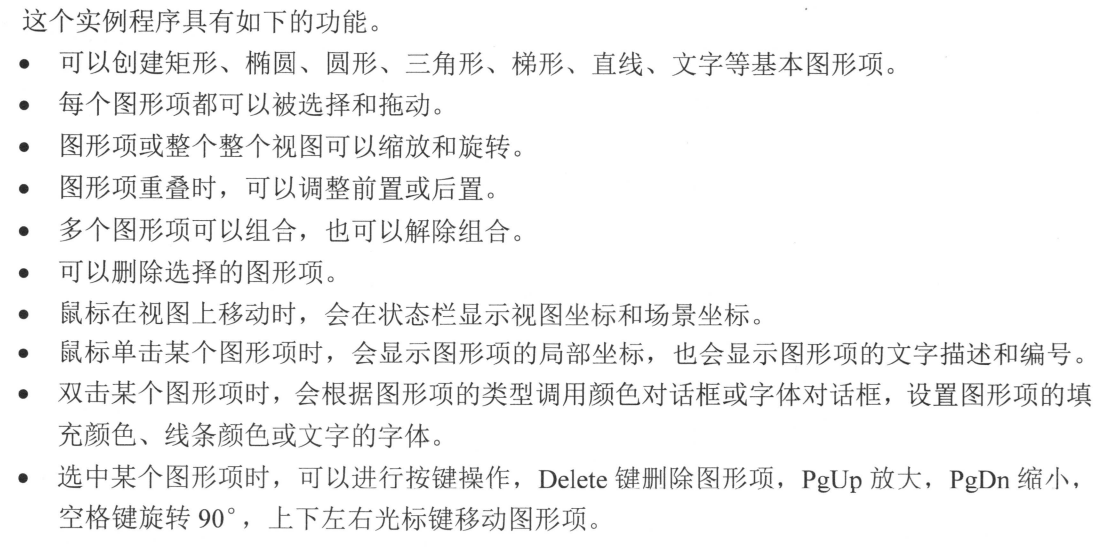 这个实例程序具有如下的功能。
● 可以创建矩形、椭圆、圆形、三角形、梯形、直线、文字等基本图形项。
● 每个图形项都可以被选择和拖动。
● 图形项或整个整个视图可以缩放和旋转。
● 图形项重叠时，可以调整前置或后置。
● 多个图形项可以组合，也可以解除组合。
● 可以删除选择的图形项。
● 鼠标在视图上移动时，会在状态栏显示视图坐标和场景坐标。
● 鼠标单击某个图形项时，会显示图形项的局部坐标，也会显示图形项的文字描述和编号。
● 双击某个图形项时，会根据图形项的类型调用颜色对话框或字体对话框，设置图形项的填
充颜色、线条颜色或文字的字体。
● 选中某个图形项时，可以进行按键操作，Delete 键删除图形项，PgUp 放大，PgDn 缩小，
空格键旋转 90°，上下左右光标键移动图形项。